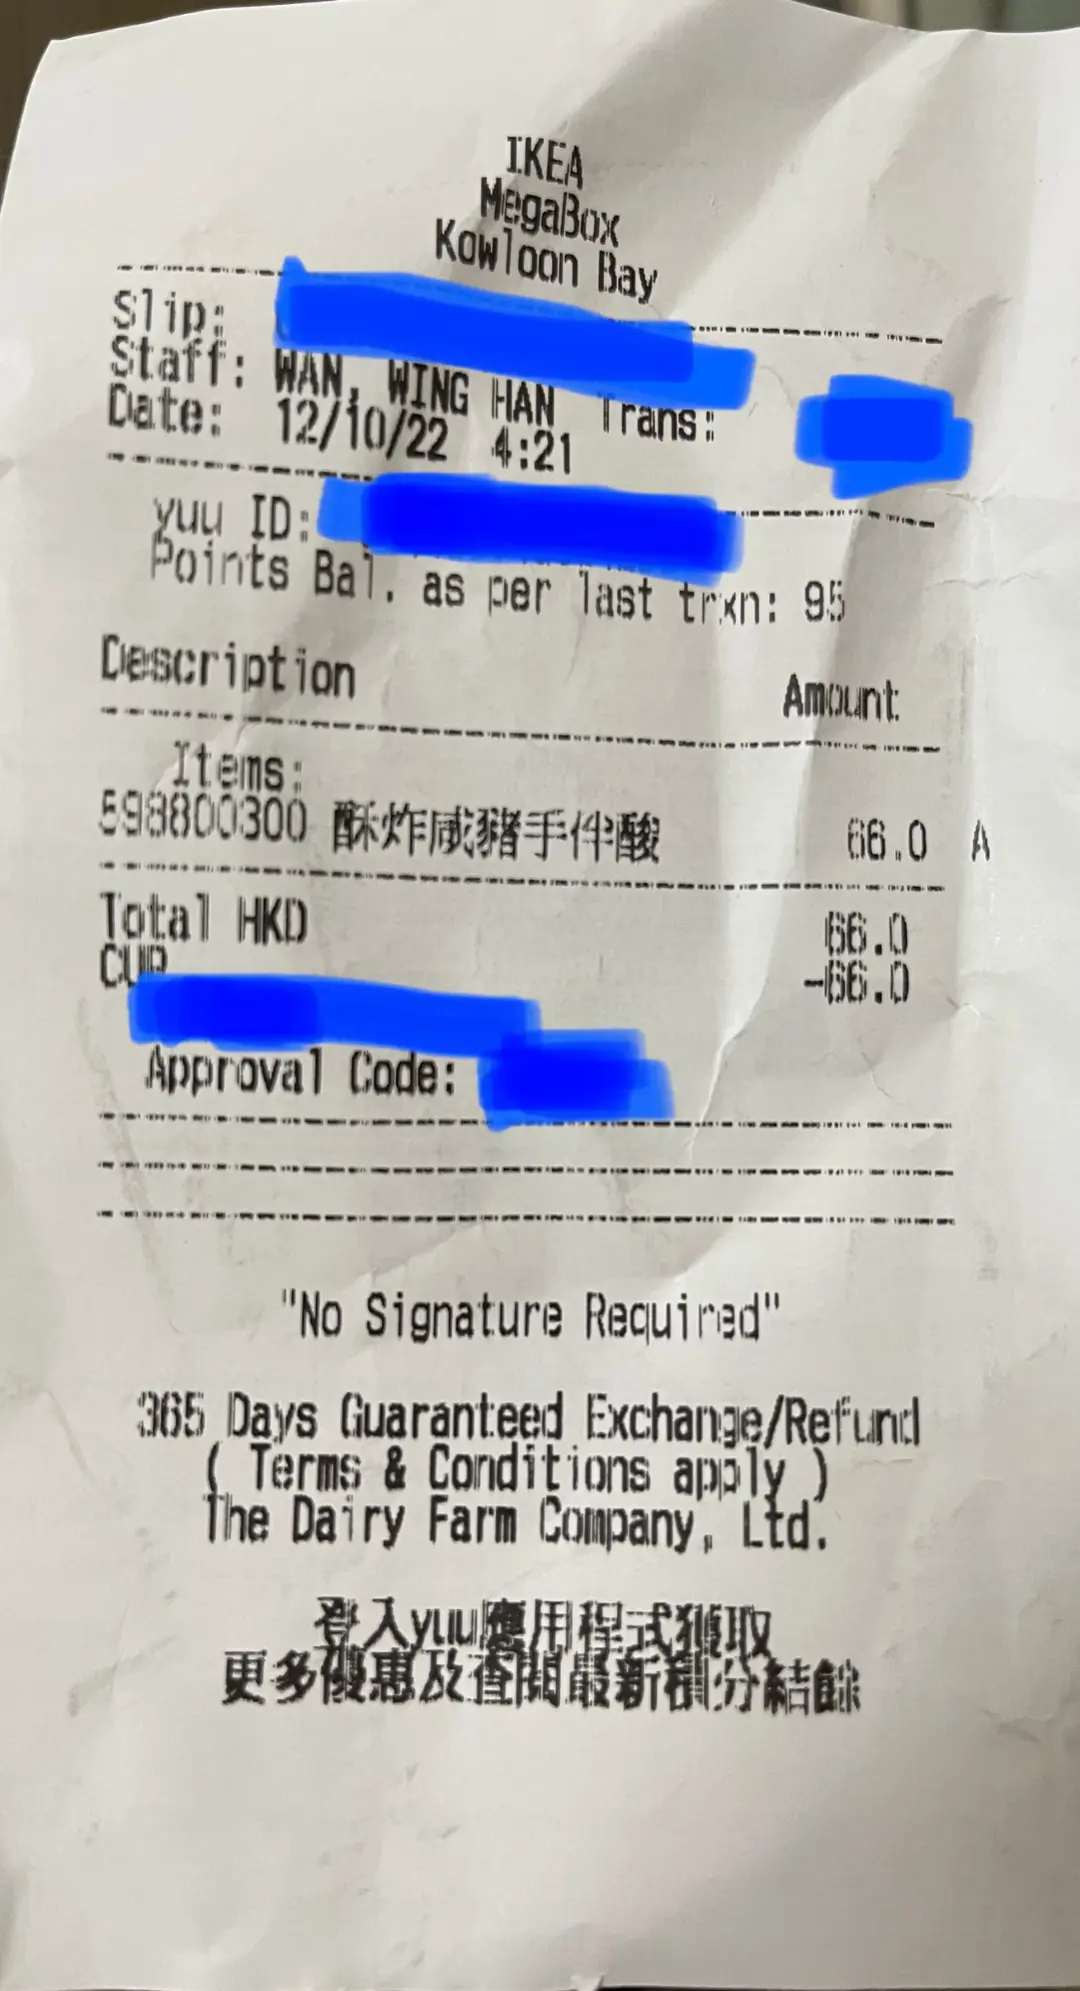 IKEA
MegaBox
Kowloon Bay
Slip:
Staff: WAN, WING HAN Trans:
Date: 12/10/22 4:21
yuu ID:
Points Bal. as per last trxn: 95
Description Amount
Items:
598800300 酥炸咸豬手伴酸 66.0 A
Total HKD 66.0
CUP -66.0
Approval Code:
"No Signature Required"
365 Days Guaranteed Exchange/Refund
( Terms & Conditions apply )
The Dairy Farm Company, Ltd.
登入yuu應用程式獲取
更多優惠及查閱最新積分結餘